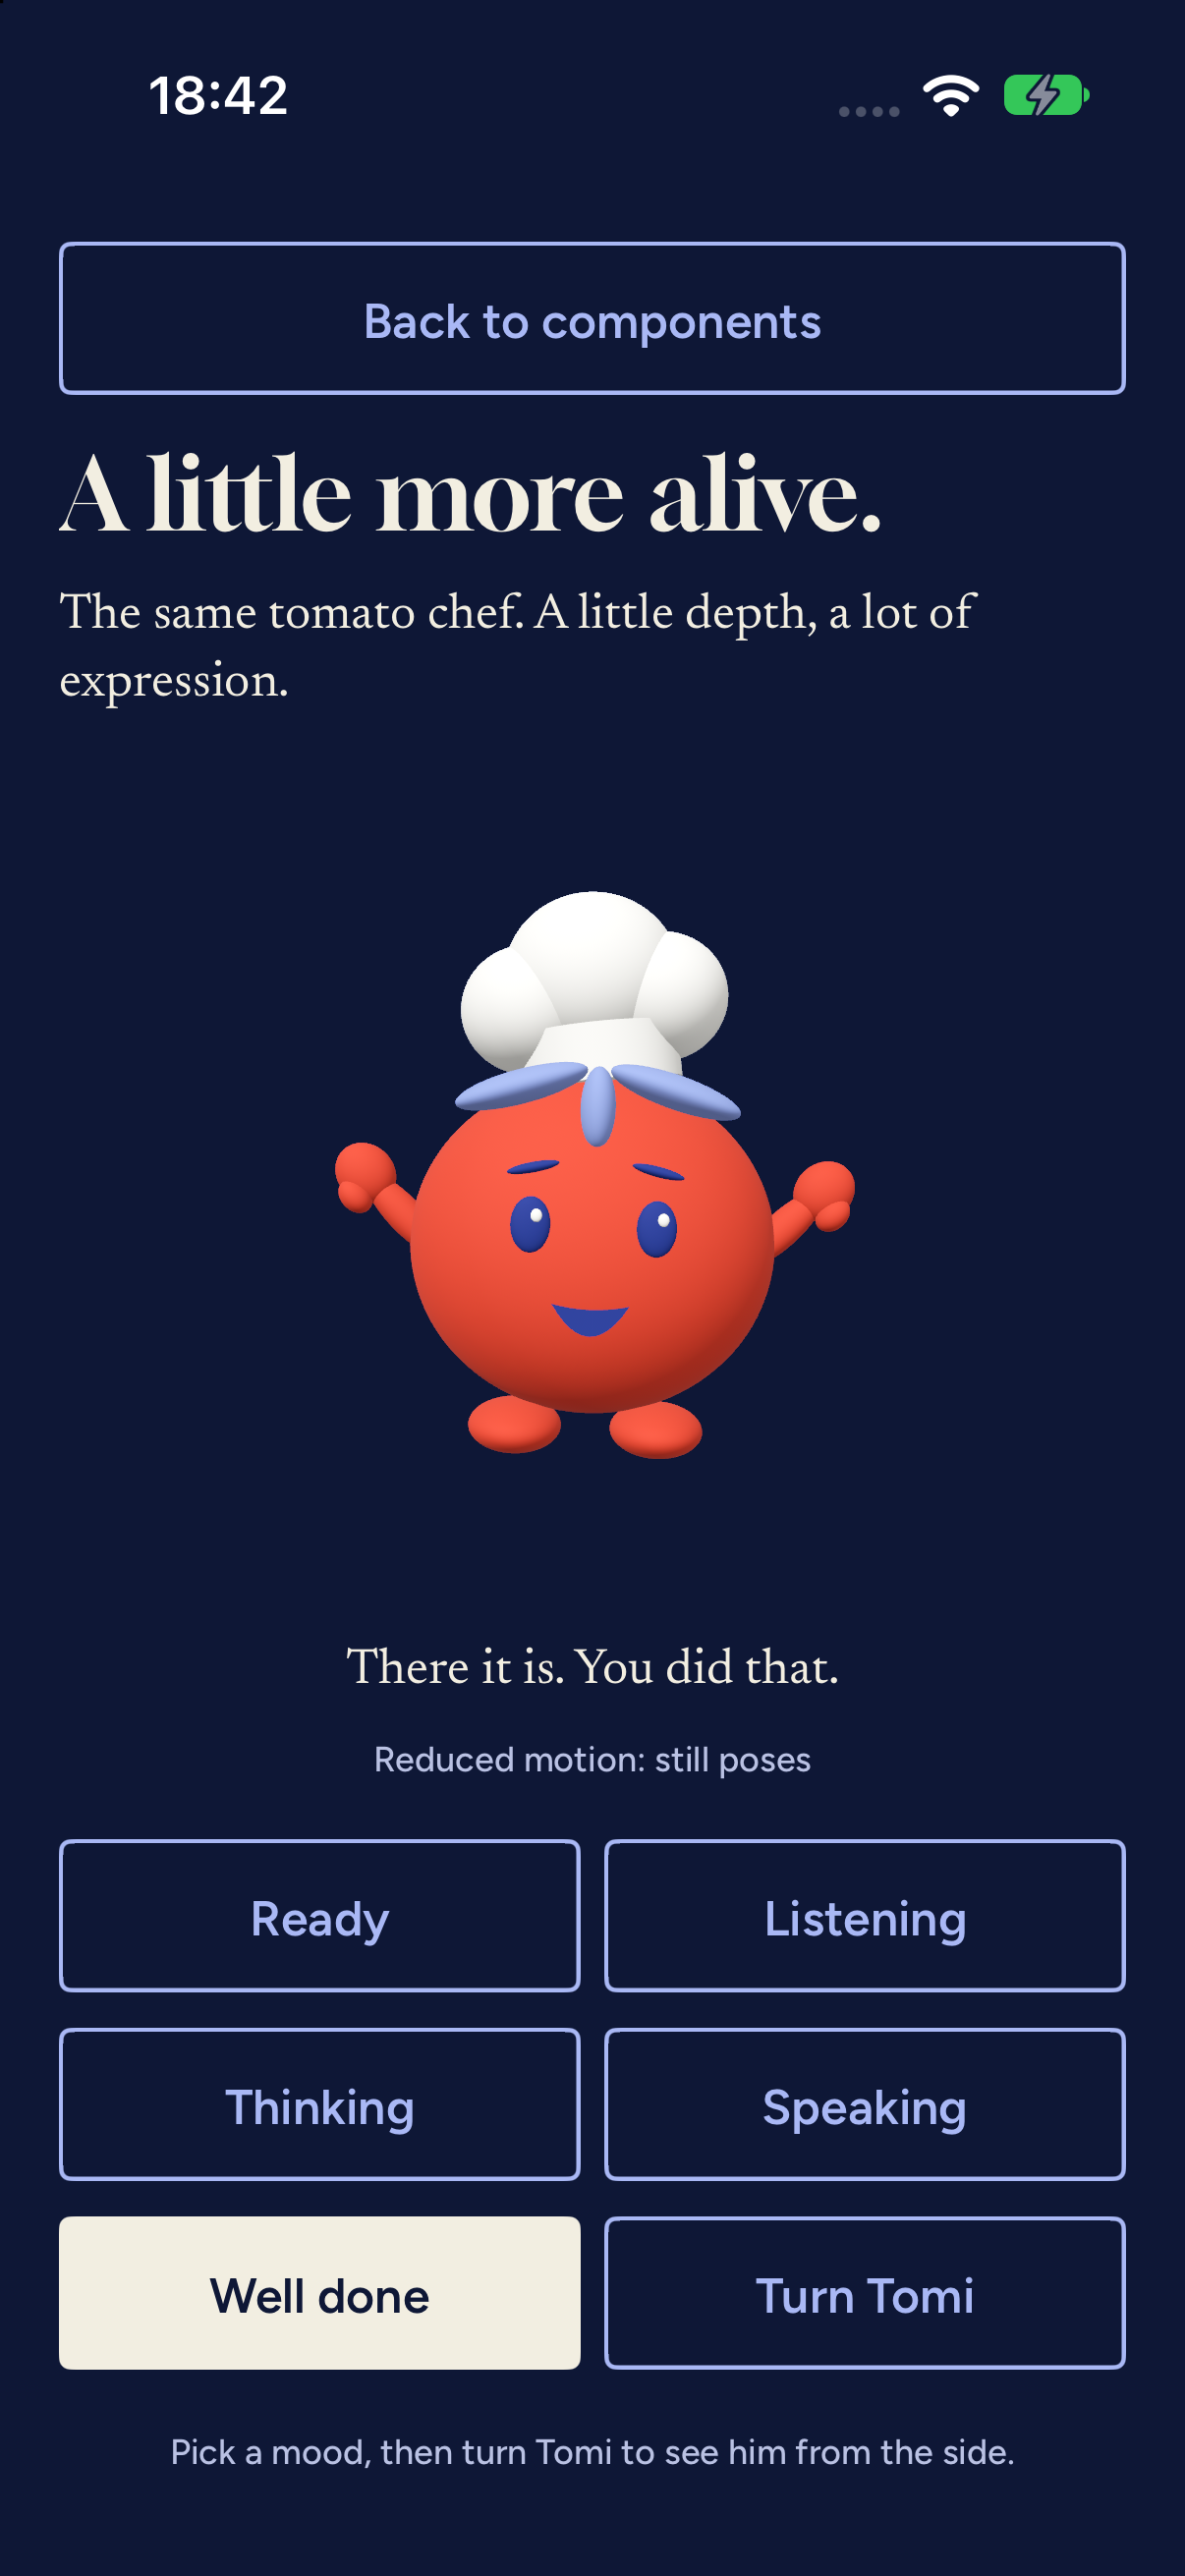 18:42
Back to components
A little more alive.
The same tomato chef. A little depth, a lot of
expression.
There it is. You did that.
Reduced motion: still poses
Ready
Listening
Thinking
Speaking
Well done
Turn Tomi
Pick a mood, then turn Tomi to see him from the side.